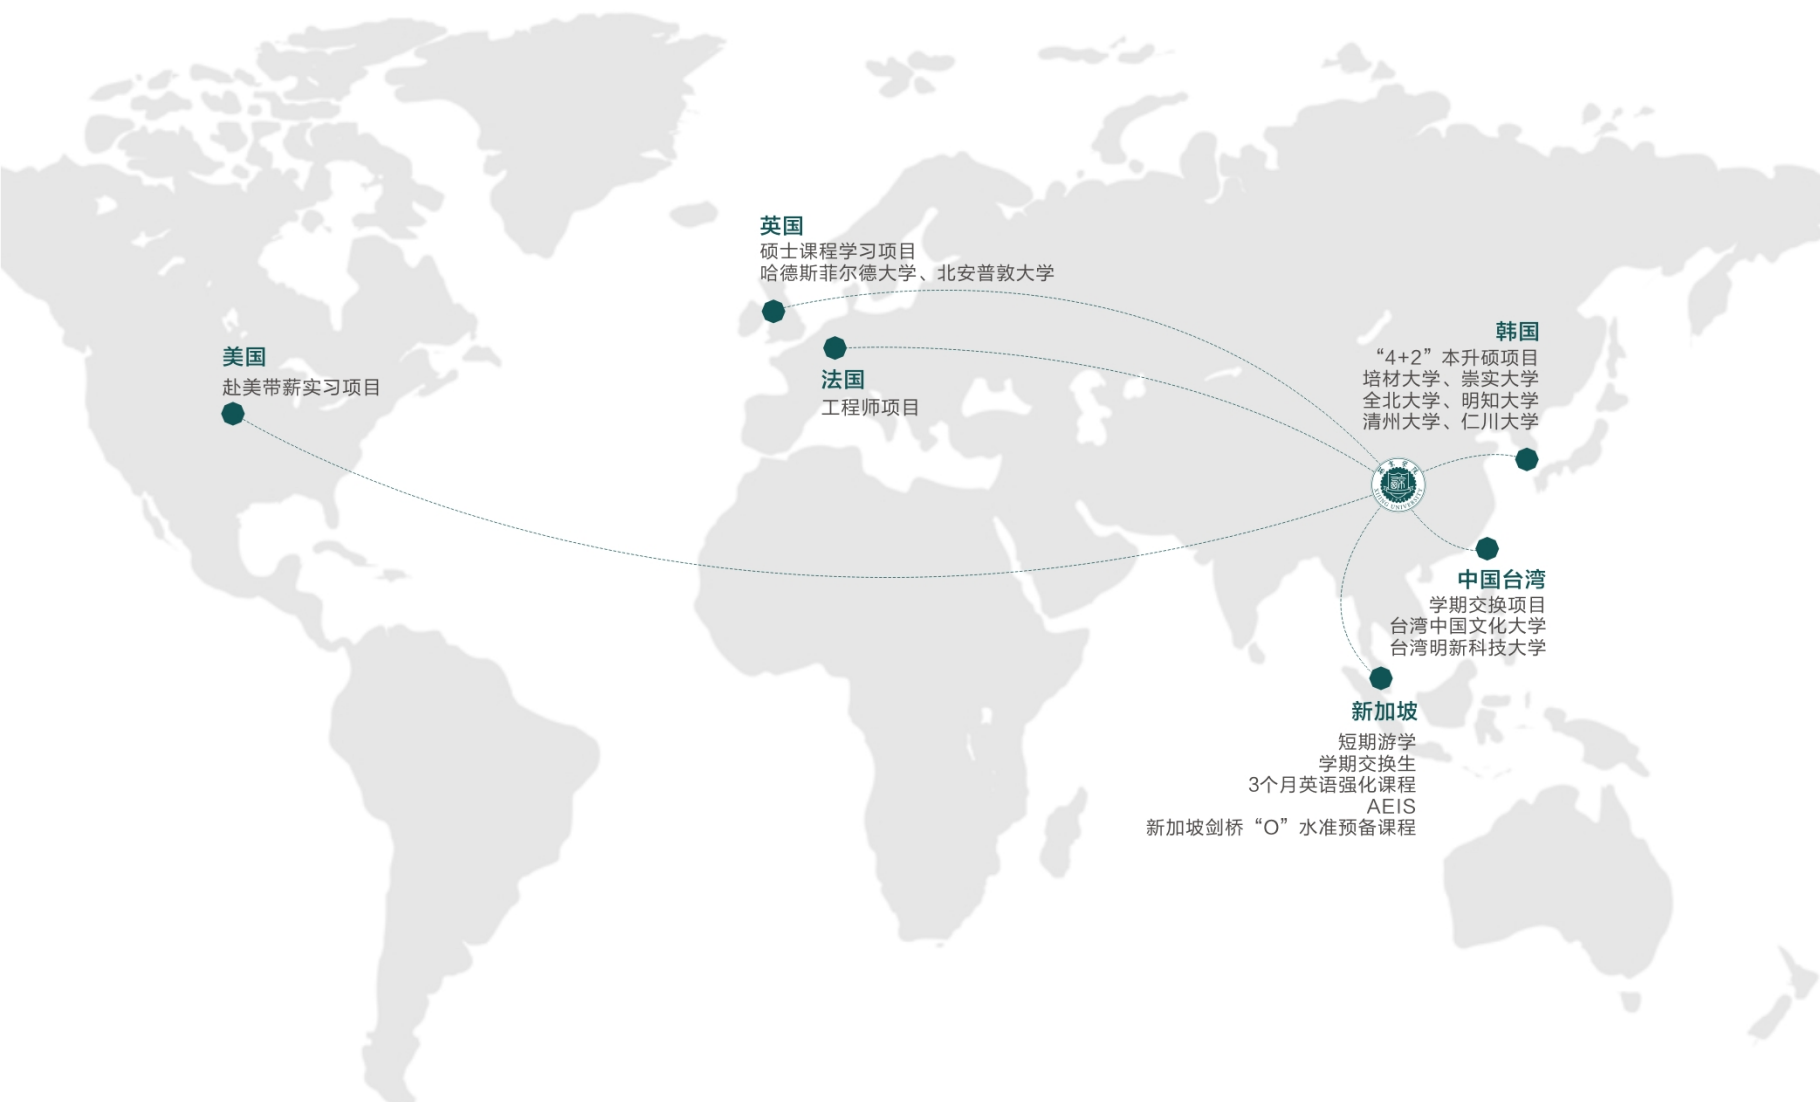 英国
硕士课程学习项目
哈德斯菲尔德大学、北安普敦大学
美国
赴美带薪实习项目
法国
工程师项目
韩国
“4+2”本升硕项目
培材大学、崇实大学
全北大学、明知大学
清州大学、仁川大学
中国台湾
学期交换项目
台湾中国文化大学
台湾明新科技大学
新加坡
短期游学
学期交换生
3个月英语强化课程
AEIS
新加坡剑桥“O”水准预备课程